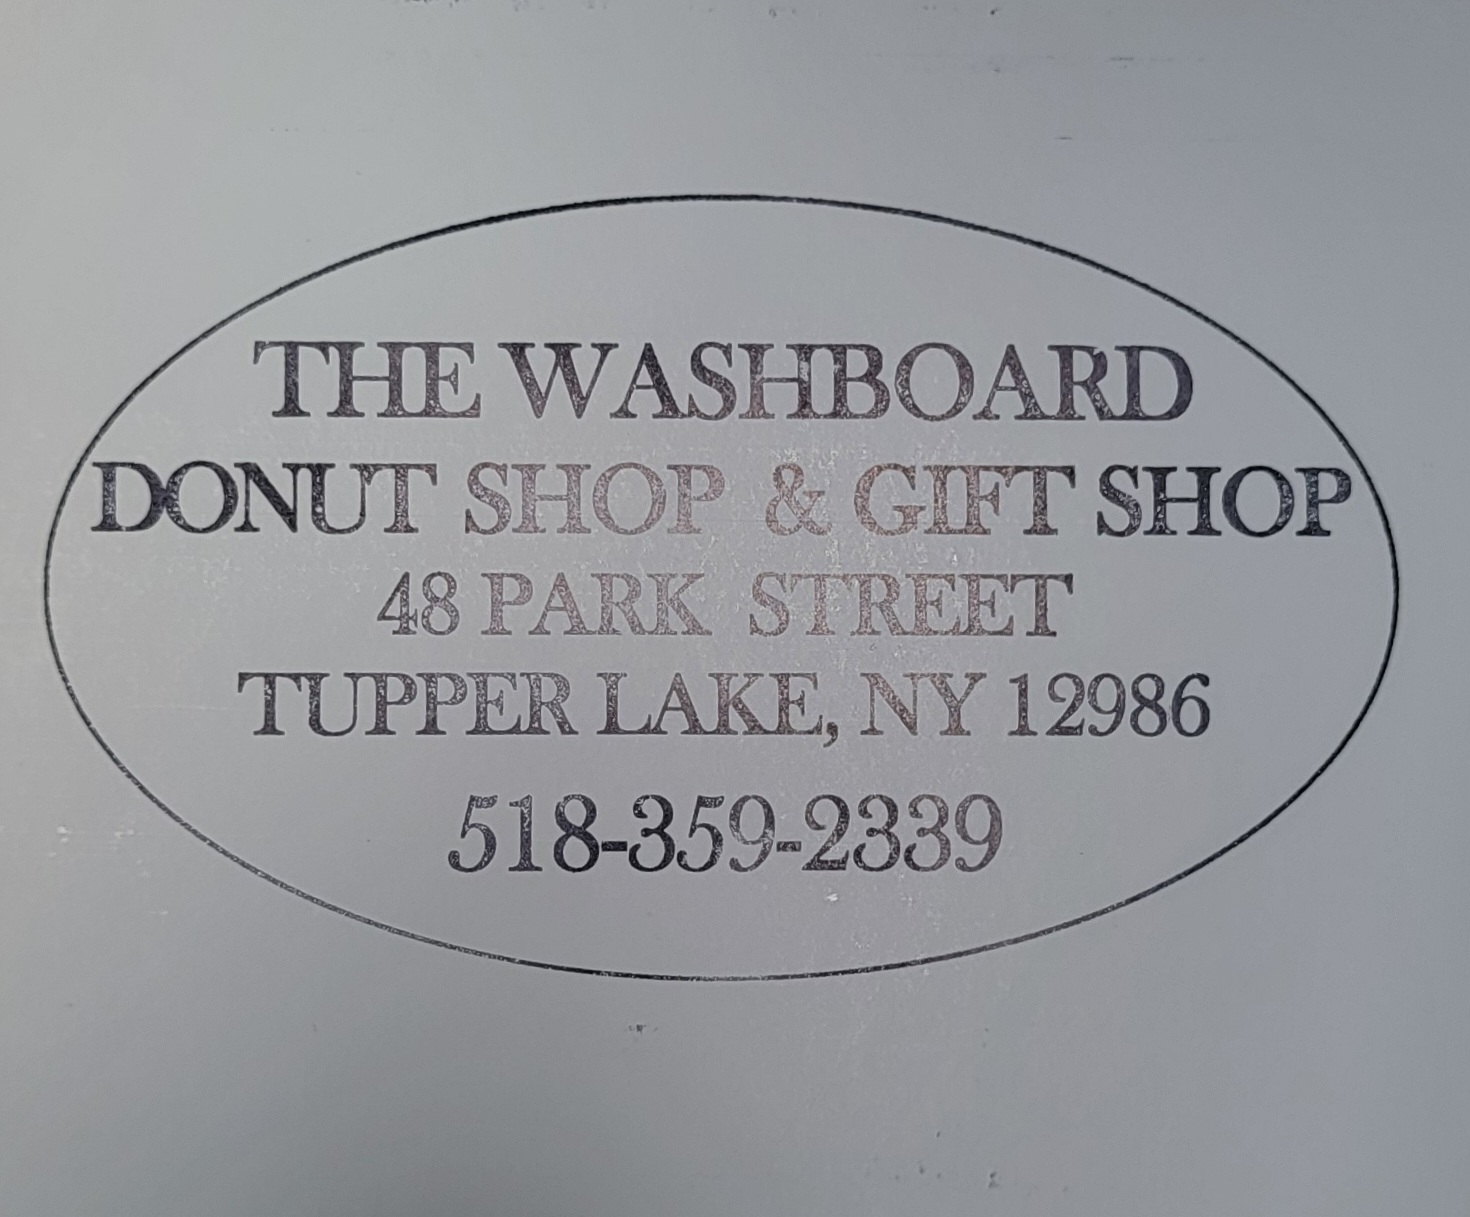 THE WASHBOARD
DONUT SHOP & GIFT SHOP
48 PARK STREET
TUPPER LAKE, NY 12986
518-359-2339